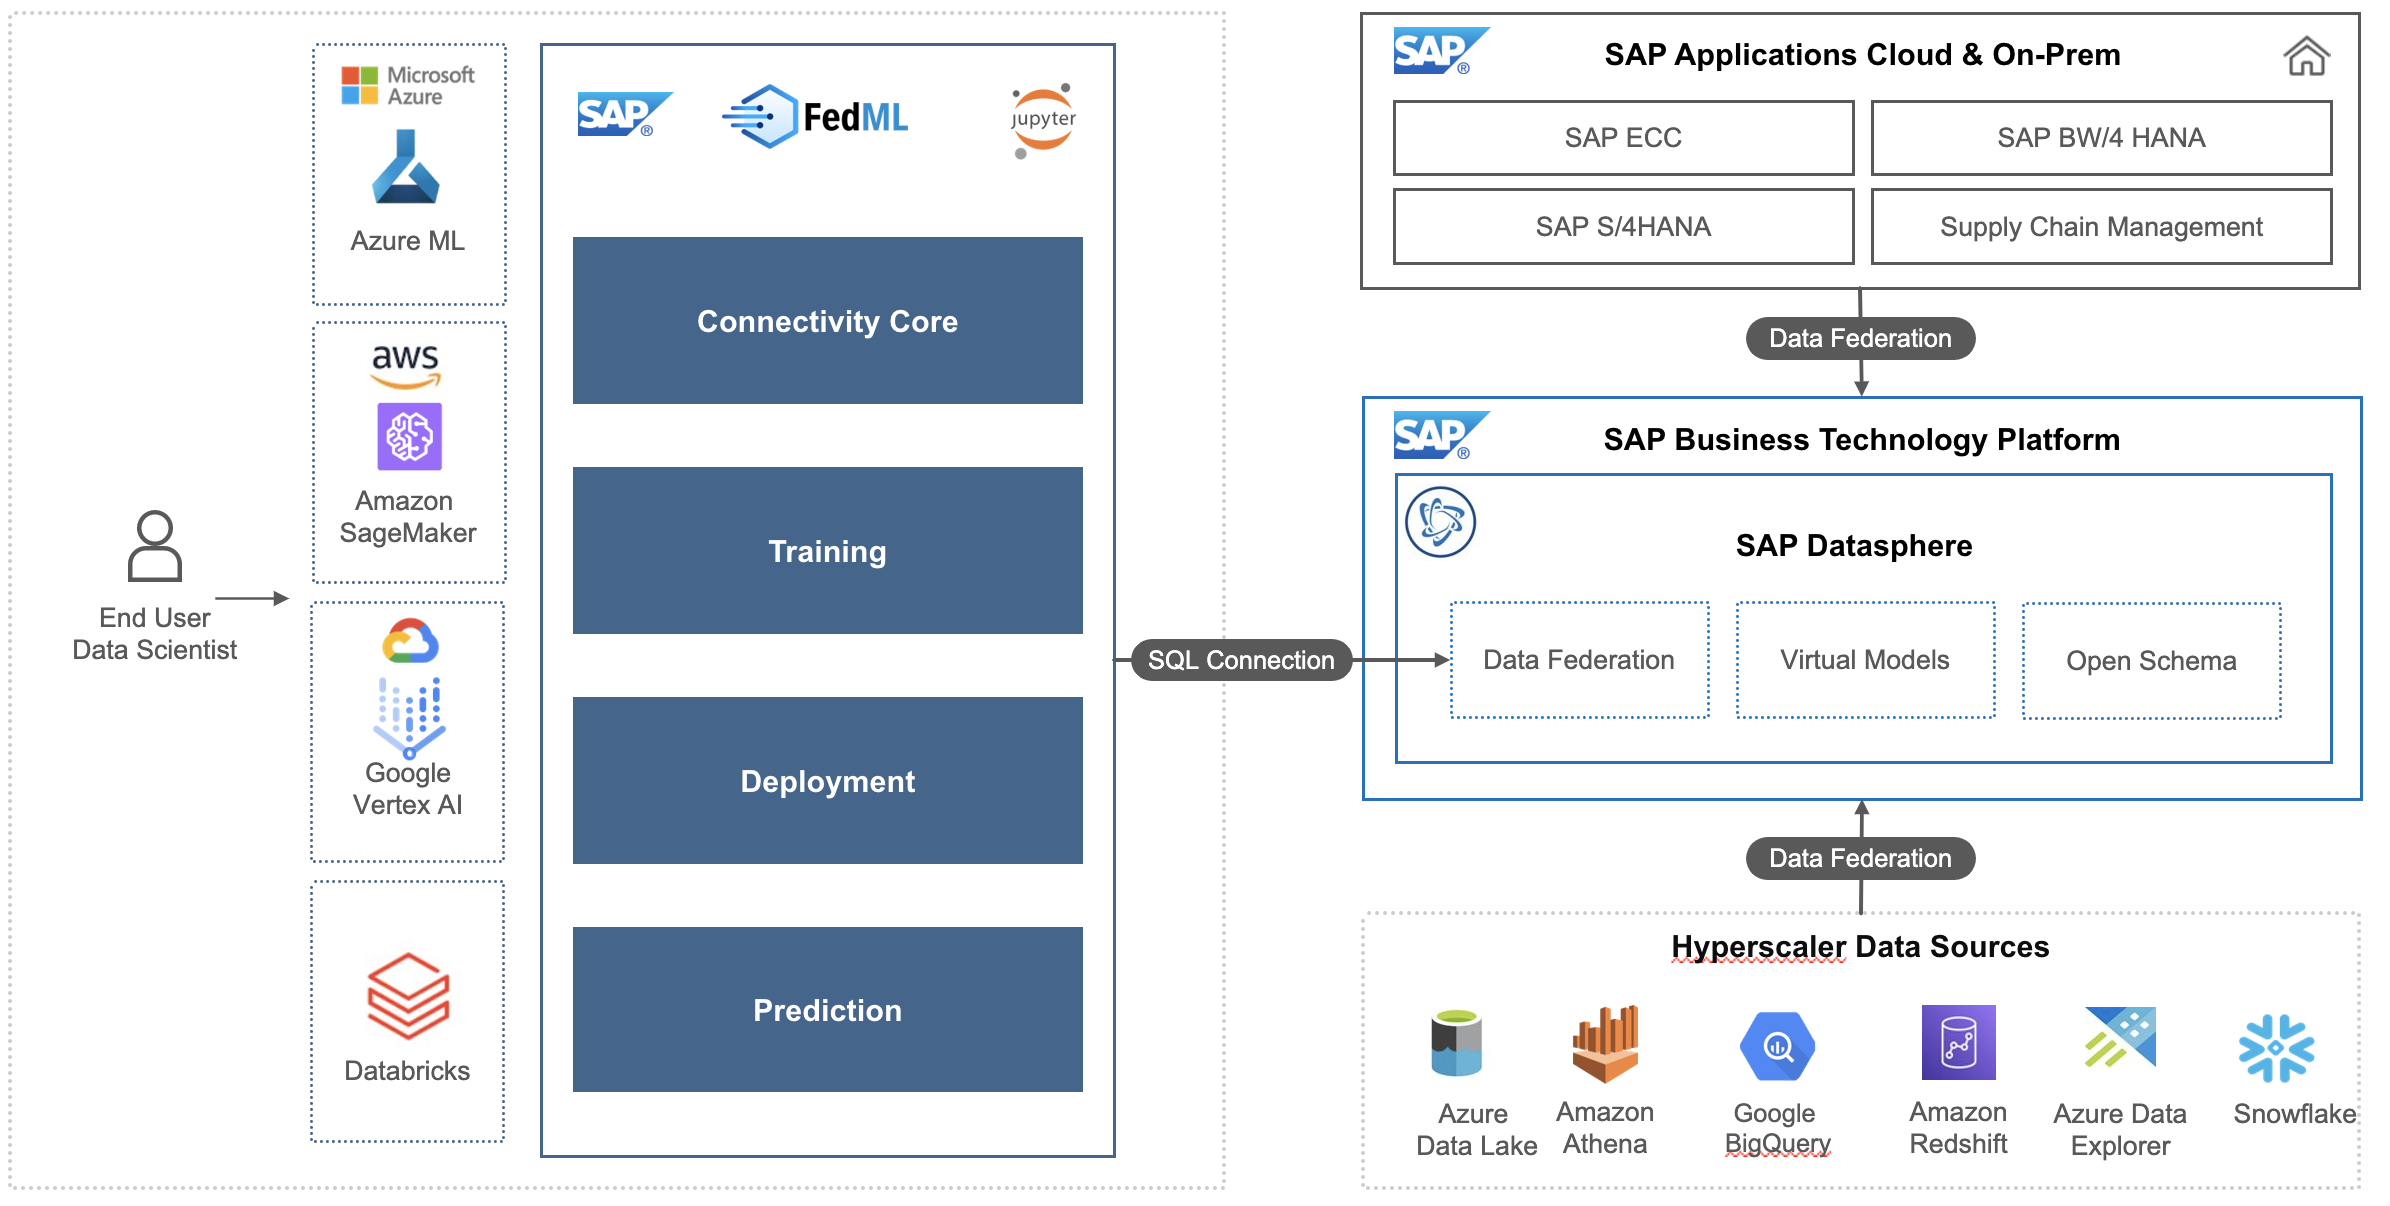 Microsoft
Azure
Azure ML
aws
Amazon
SageMaker
End User
Data Scientist
Google
Vertex AI
Databricks
SAP®
FedML
jupyter
Connectivity Core
Training
Deployment
Prediction
SQL Connection
SAP®
SAP Applications Cloud & On-Prem
SAP ECC
SAP BW/4 HANA
SAP S/4HANA
Supply Chain Management
Data Federation
SAP®
SAP Business Technology Platform
SAP Datasphere
Data Federation
Virtual Models
Open Schema
Data Federation
Hyperscaler Data Sources
Azure
Data Lake
Amazon
Athena
Google
BigQuery
Amazon
Redshift
Azure Data
Explorer
Snowflake